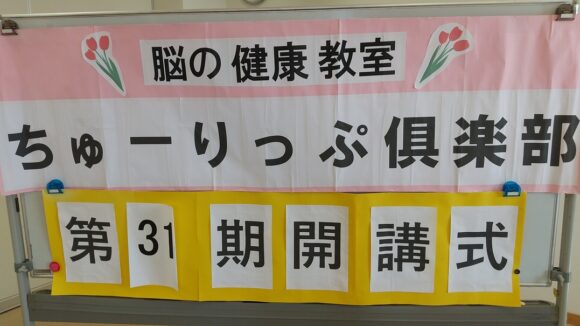 脳の健康教室
ちゅーりっぷ倶楽部
第31期開講式